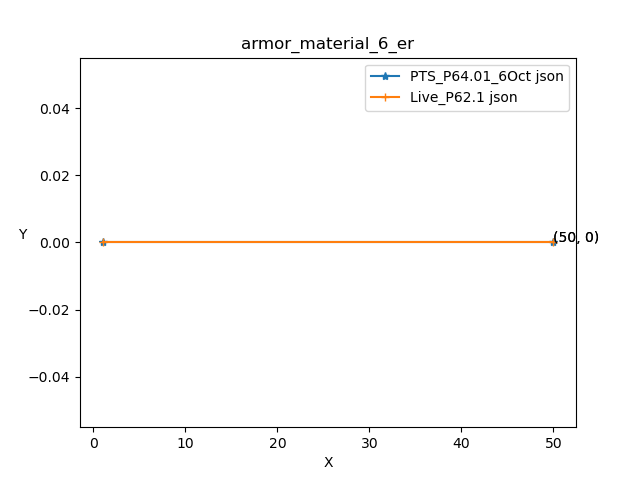 armor_material_6_er
PTS_P64.01_6Oct json
Live_P62.1 json
0.04
0.02
0.00
−0.02
−0.04
Y
(50, 0)
0 10 20 30 40 50
X